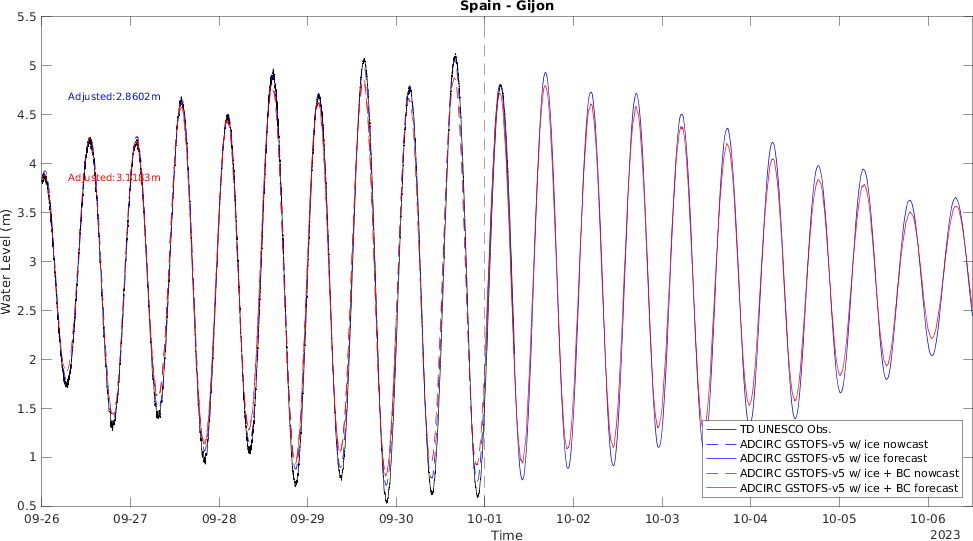 Spain - Gijon
5.5
5
4.5
4
3.5
3
2.5
2
1.5
1
0.5
Water Level (m)
Adjusted:2.8602m
Adjusted:3.1183m
TD UNESCO Obs.
ADCIRC GSTOFS-v5 w/ ice nowcast
ADCIRC GSTOFS-v5 w/ ice forecast
ADCIRC GSTOFS-v5 w/ ice + BC nowcast
ADCIRC GSTOFS-v5 w/ ice + BC forecast
09-26 09-27 09-28 09-29 09-30 10-01 10-02 10-03 10-04 10-05 10-06
Time
2023